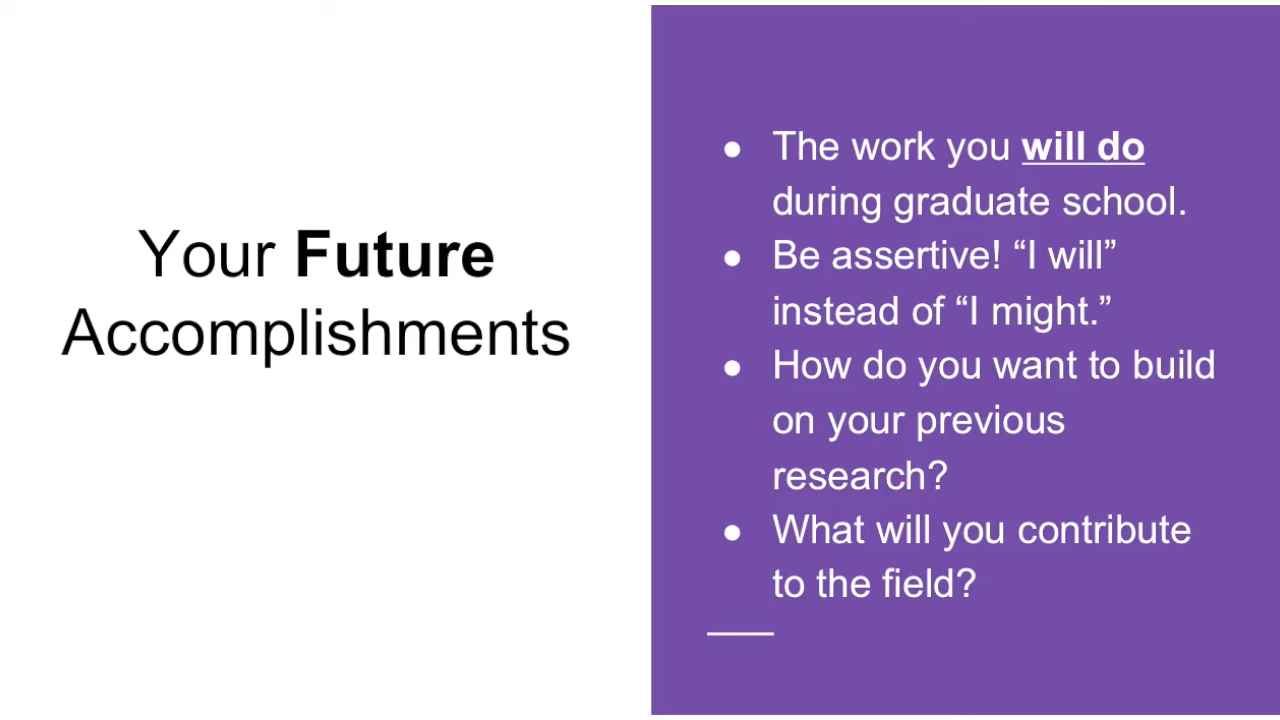 Your Future
Accomplishments
● The work you will do
during graduate school.
● Be assertive! “I will”
instead of “I might.”
● How do you want to build
on your previous
research?
● What will you contribute
to the field?